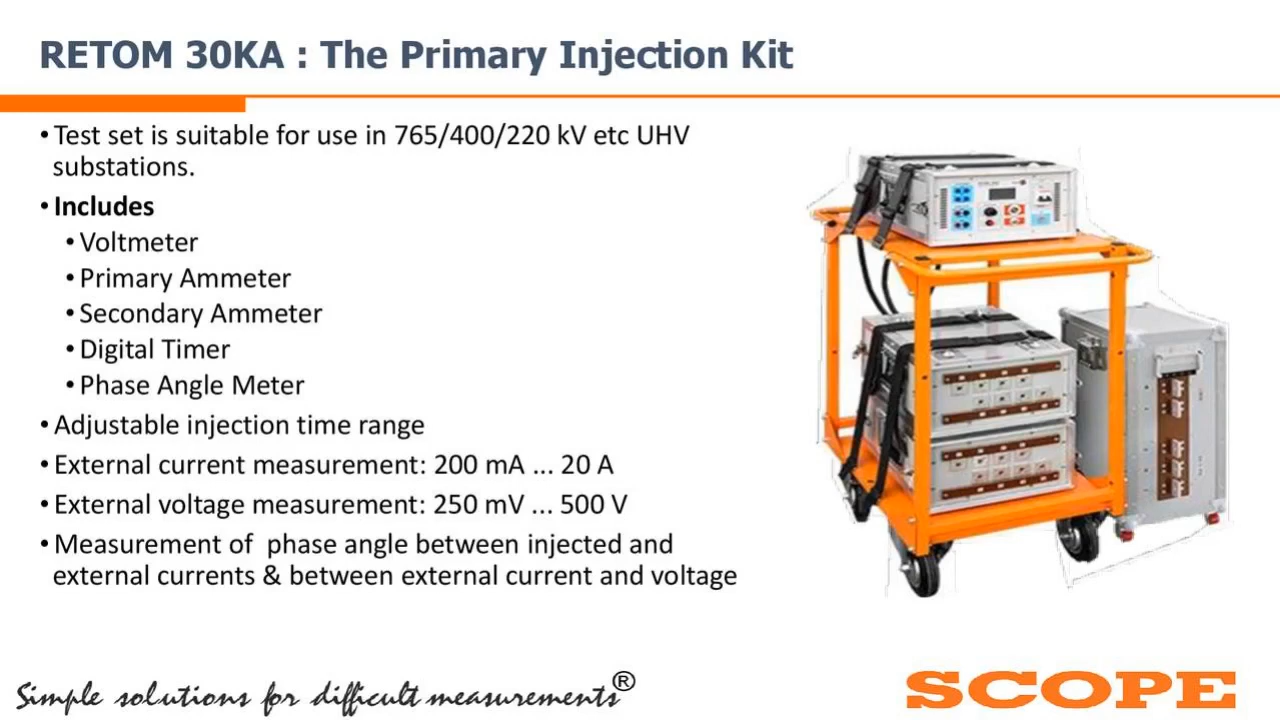 RETOM 30KA : The Primary Injection Kit
• Test set is suitable for use in 765/400/220 kV etc UHV
substations.
• Includes
• Voltmeter
• Primary Ammeter
• Secondary Ammeter
• Digital Timer
• Phase Angle Meter
• Adjustable injection time range
• External current measurement: 200 mA ... 20 A
• External voltage measurement: 250 mV ... 500 V
• Measurement of  phase angle between injected and
external currents & between external current and voltage
Simple solutions for difficult measurements®
SCOPE